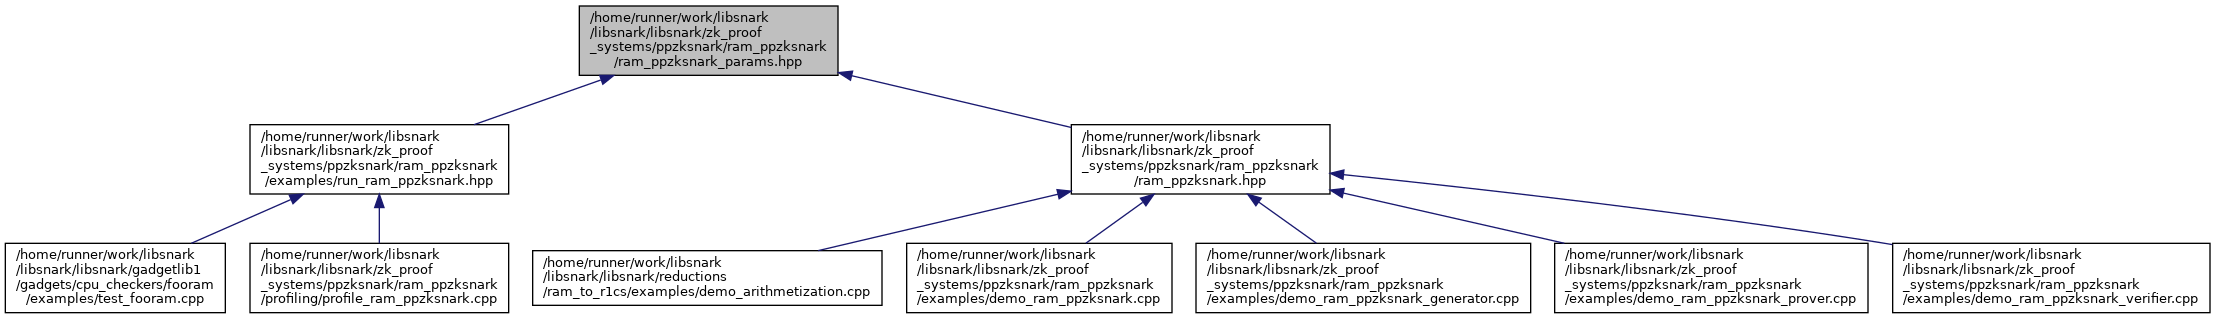 /home/runner/work/libsnark
/libsnark/libsnark/zk_proof
_systems/ppzksnark/ram_ppzksnark
/ram_ppzksnark_params.hpp
/home/runner/work/libsnark
/libsnark/libsnark/zk_proof
_systems/ppzksnark/ram_ppzksnark
/examples/run_ram_ppzksnark.hpp
/home/runner/work/libsnark
/libsnark/libsnark/zk_proof
_systems/ppzksnark/ram_ppzksnark
/ram_ppzksnark.hpp
/home/runner/work/libsnark
/libsnark/libsnark/gadgetlib1
/gadgets/cpu_checkers/fooram
/examples/test_fooram.cpp
/home/runner/work/libsnark
/libsnark/libsnark/zk_proof
_systems/ppzksnark/ram_ppzksnark
/profiling/profile_ram_ppzksnark.cpp
/home/runner/work/libsnark
/libsnark/libsnark/reductions
/ram_to_r1cs/examples/demo_arithmetization.cpp
/home/runner/work/libsnark
/libsnark/libsnark/zk_proof
_systems/ppzksnark/ram_ppzksnark
/examples/demo_ram_ppzksnark.cpp
/home/runner/work/libsnark
/libsnark/libsnark/zk_proof
_systems/ppzksnark/ram_ppzksnark
/examples/demo_ram_ppzksnark_generator.cpp
/home/runner/work/libsnark
/libsnark/libsnark/zk_proof
_systems/ppzksnark/ram_ppzksnark
/examples/demo_ram_ppzksnark_prover.cpp
/home/runner/work/libsnark
/libsnark/libsnark/zk_proof
_systems/ppzksnark/ram_ppzksnark
/examples/demo_ram_ppzksnark_verifier.cpp